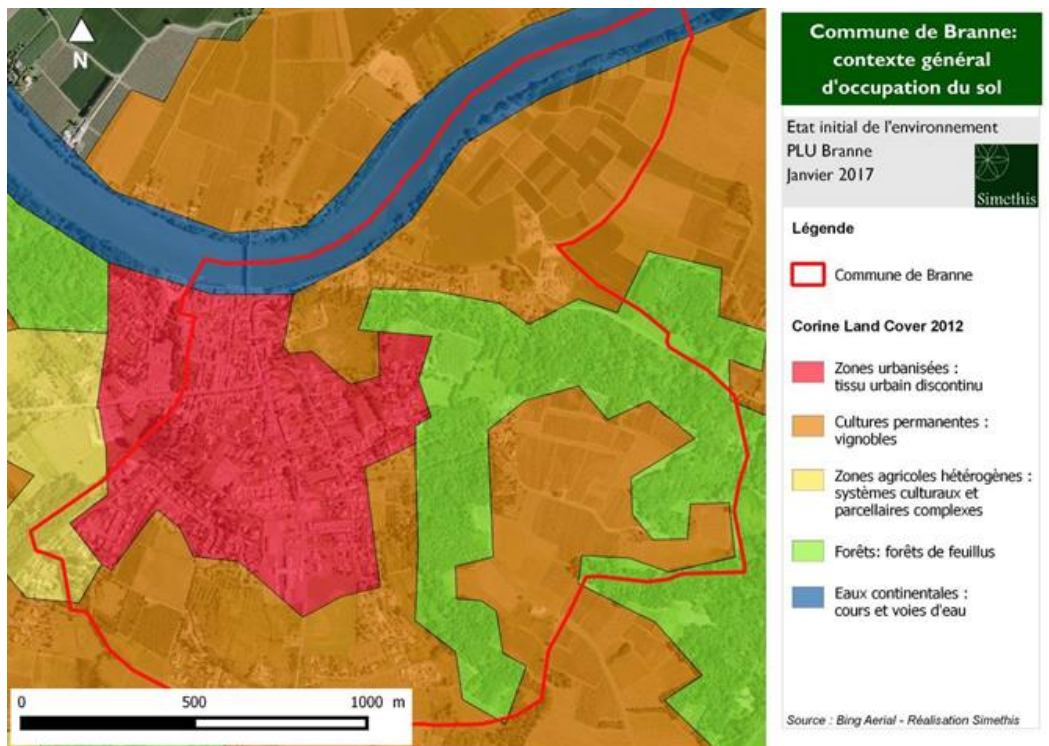 N
Commune de Branne:
contexte général
d'occupation du sol
Etat initial de l'environnement
PLU Branne
Janvier 2017
Simethis
Légende
Commune de Branne
Corine Land Cover 2012
Zones urbanisées :
tissu urbain discontinu
Cultures permanentes :
vignobles
Zones agricoles hétérogènes :
systèmes culturaux et
parcellaires complexes
Forêts: forêts de feuillus
Eaux continentales :
cours et voies d'eau
0 500 1000 m
Source : Bing Aerial - Réalisation Simethis